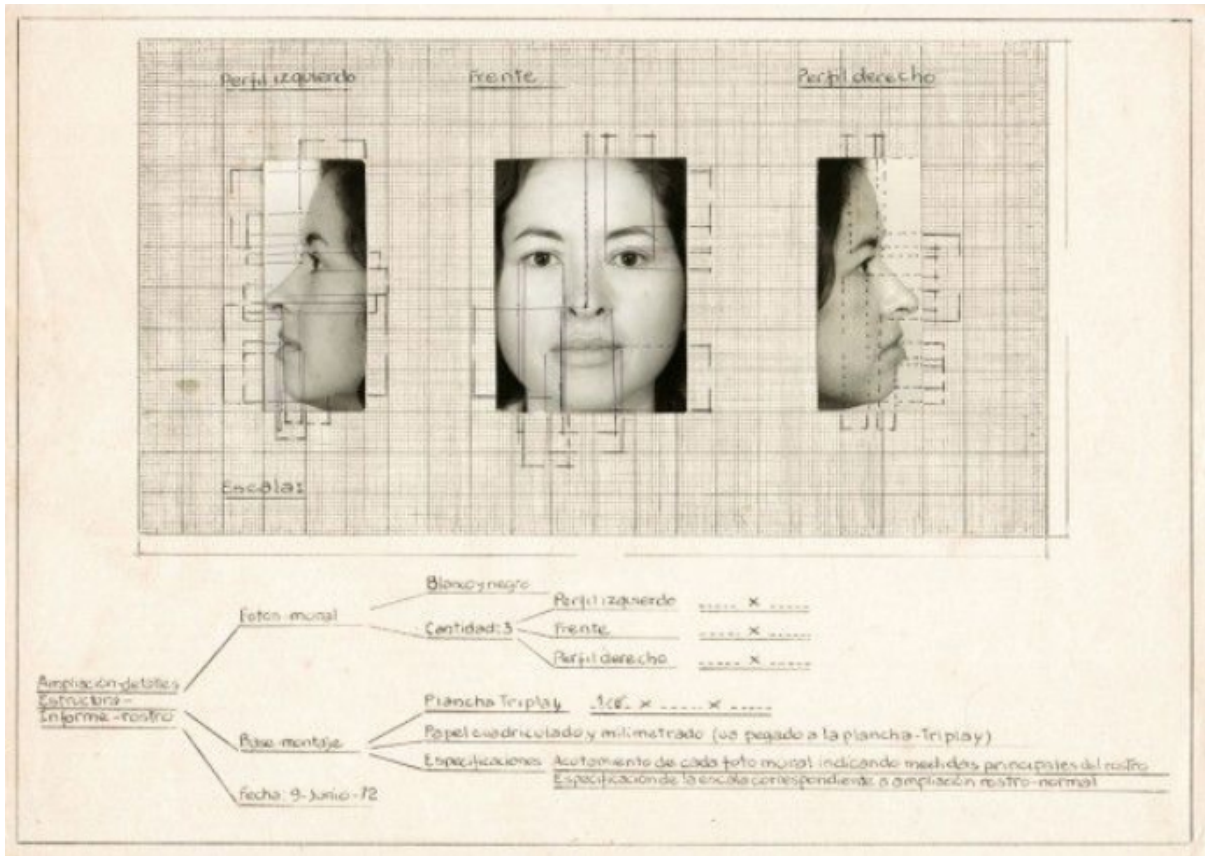 Perfil izquierdo
Frente
Perfil derecho
Escala:
Blanco y negro
Fotos-mural
Cantidad: 3
Perfil izquierdo ..... x .....
Frente ..... x .....
Perfil derecho ..... x .....
Ampliación-detalles
Estructura-
Informe-rostro
Plancha Triplay x ..... x .....
Base-montaje
Papel cuadriculado y milimetrado (va pegado a la plancha-Triplay)
Especificaciones
Acotamiento de cada foto mural indicando medidas principales del rostro
Especificación de la escala correspondiente a ampliación rostro-normal
Fecha: 9-Junio-72